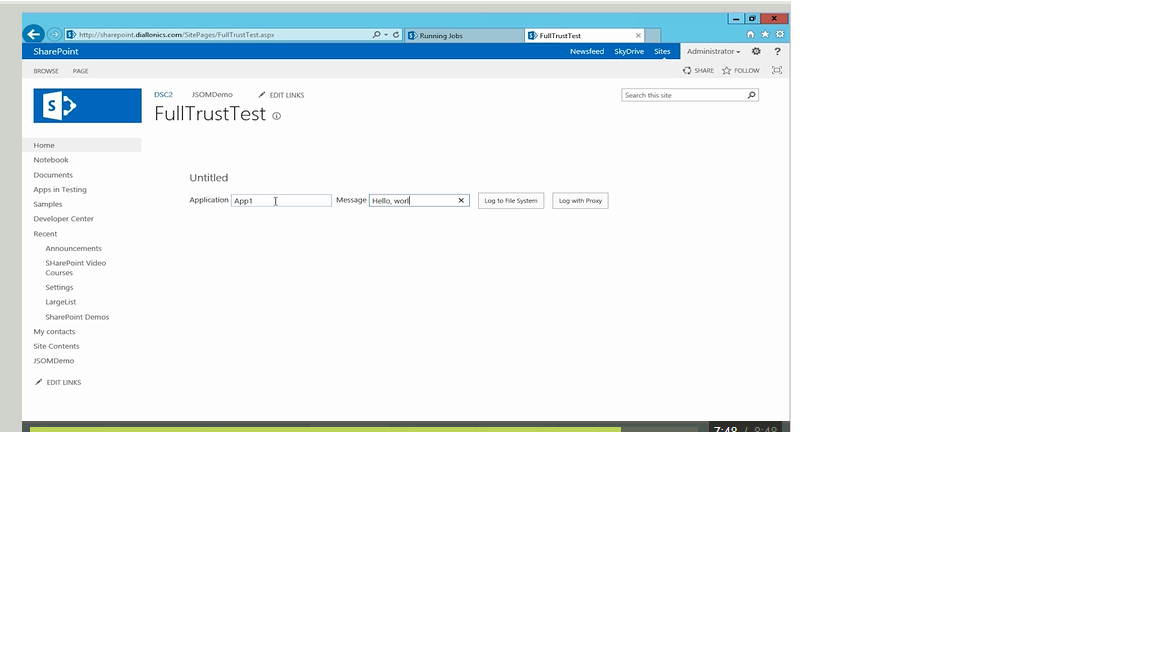 http://sharepoint.diallonics.com/SitePages/FullTrustTest.aspx
Running Jobs
FullTrustTest
SharePoint
Newsfeed SkyDrive Sites Administrator ?
BROWSE PAGE
SHARE FOLLOW
S
DSC2 JSOMDemo EDIT LINKS
Search this site
FullTrustTest
Home
Notebook
Documents
Apps in Testing
Samples
Developer Center
Recent
Announcements
SHarePoint Video
Courses
Settings
LargeList
SharePoint Demos
My contacts
Site Contents
JSOMDemo
EDIT LINKS
Untitled
Application App1 Message Hello, worl Log to File System Log with Proxy
7:48 / 8:48